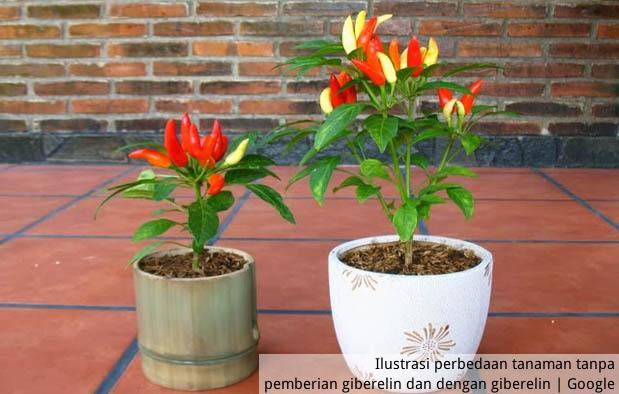 Ilustrasi perbedaan tanaman tanpa
pemberian giberelin dan dengan giberelin | Google